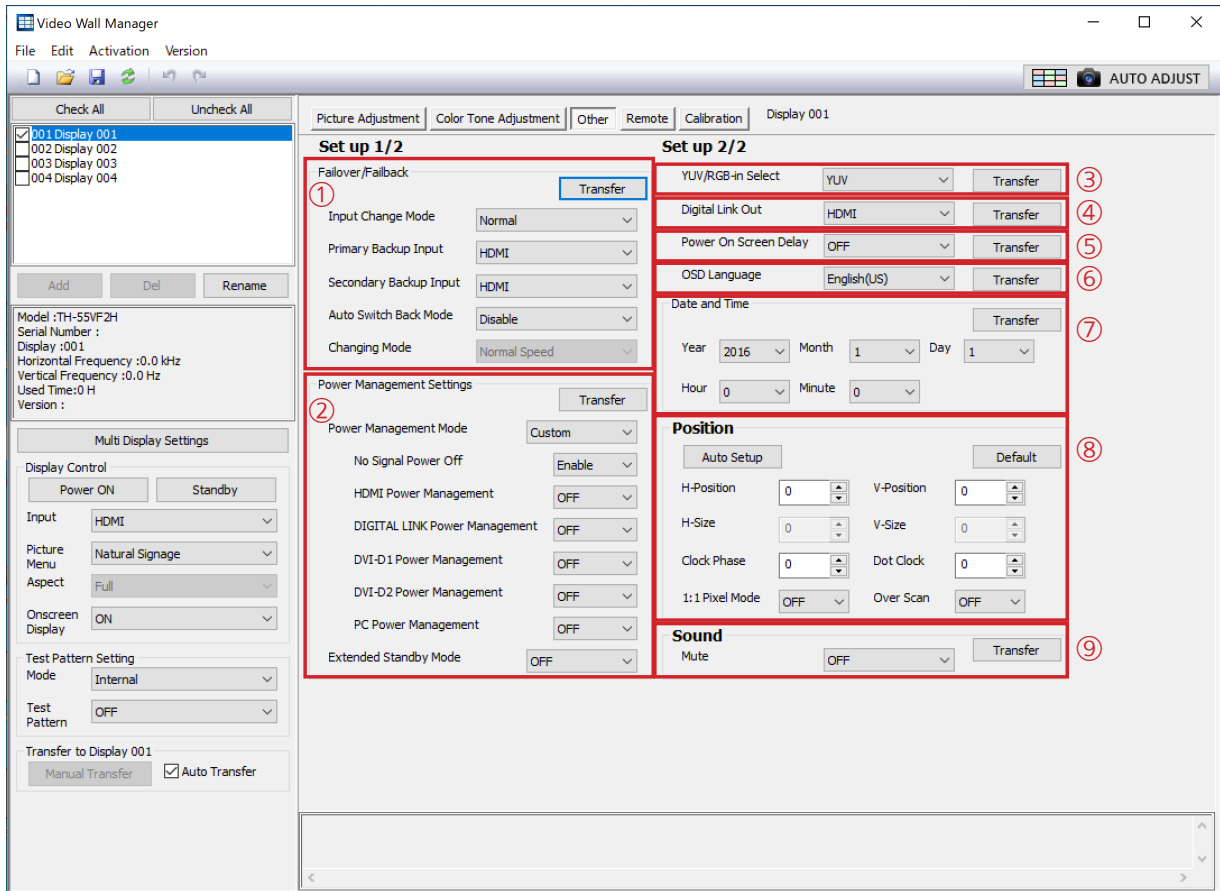 Video Wall Manager
File Edit Activation Version
AUTO ADJUST
Check All Uncheck All
001 Display 001
002 Display 002
003 Display 003
004 Display 004
Add Del Rename
Model :TH-55VF2H
Serial Number :
Display :001
Horizontal Frequency :0.0 kHz
Vertical Frequency :0.0 Hz
Used Time:0 H
Version :
Multi Display Settings
Display Control
Power ON Standby
Input HDMI
Picture Menu Natural Signage
Aspect Full
Onscreen Display ON
Test Pattern Setting
Mode Internal
Test Pattern OFF
Transfer to Display 001
Manual Transfer Auto Transfer
Picture Adjustment Color Tone Adjustment Other Remote Calibration Display 001
Set up 1/2
Failover/Failback
① Transfer
Input Change Mode Normal
Primary Backup Input HDMI
Secondary Backup Input HDMI
Auto Switch Back Mode Disable
Changing Mode Normal Speed
Power Management Settings
② Transfer
Power Management Mode Custom
No Signal Power Off Enable
HDMI Power Management OFF
DIGITAL LINK Power Management OFF
DVI-D1 Power Management OFF
DVI-D2 Power Management OFF
PC Power Management OFF
Extended Standby Mode OFF
Set up 2/2
YUV/RGB-in Select YUV Transfer ③
Digital Link Out HDMI Transfer ④
Power On Screen Delay OFF Transfer ⑤
OSD Language English(US) Transfer ⑥
Date and Time
Transfer ⑦
Year 2016 Month 1 Day 1
Hour 0 Minute 0
Position
Auto Setup Default ⑧
H-Position 0 V-Position 0
H-Size 0 V-Size 0
Clock Phase 0 Dot Clock 0
1:1 Pixel Mode OFF Over Scan OFF
Sound
Mute OFF Transfer ⑨